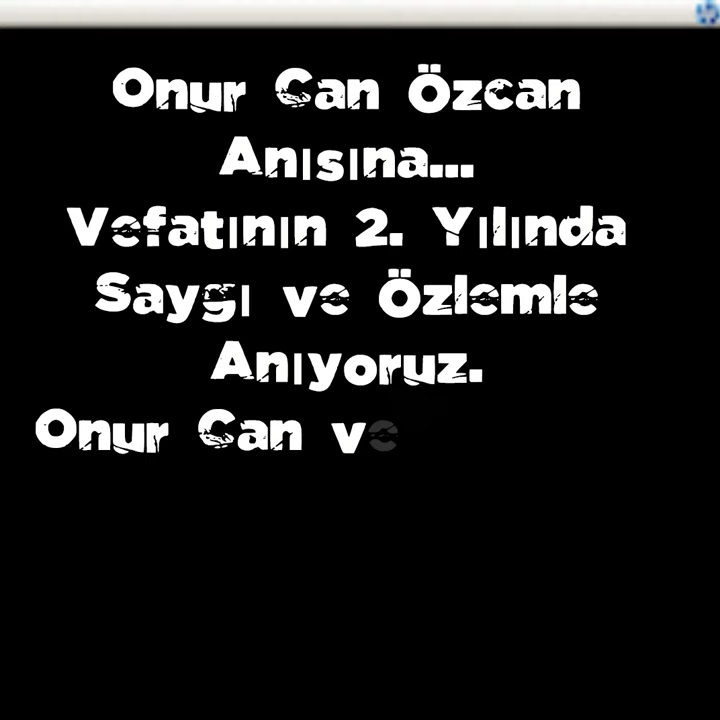 Onur Can Özcan
Anısına...
Vefatının 2. Yılında
Saygı ve Özlemle
Anıyoruz.
Onur Can ve